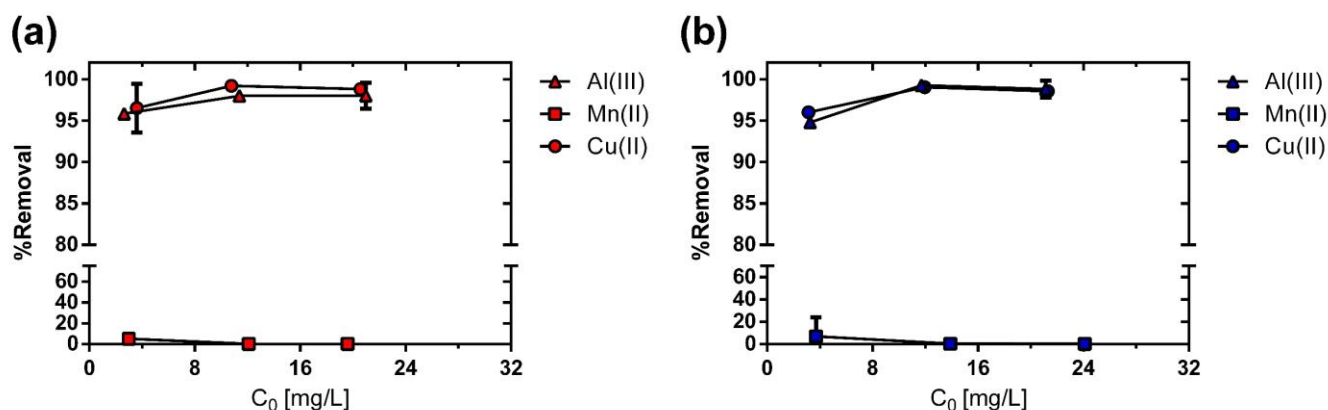 (a)
%Removal
100
95
90
85
80
60
40
20
0
0 8 16 24 32
C₀ [mg/L]
Al(III)
Mn(II)
Cu(II)
(b)
%Removal
100
95
90
85
80
60
40
20
0
0 8 16 24 32
C₀ [mg/L]
Al(III)
Mn(II)
Cu(II)